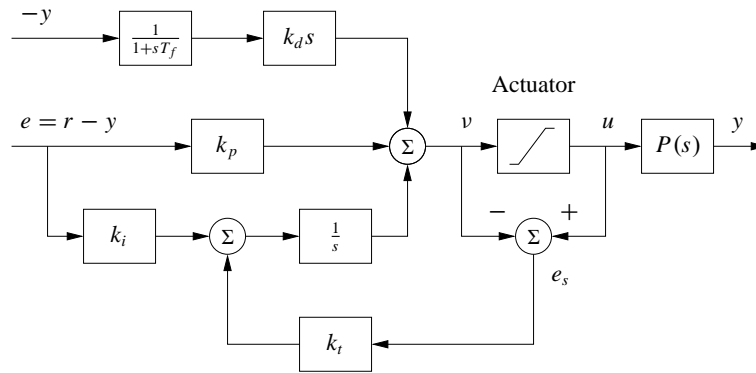 −y
1
1+sT_f
k_d s
Actuator
e = r − y
k_p
Σ
v
u
P(s)
y
k_i
Σ
1
s
−
+
Σ
e_s
k_t